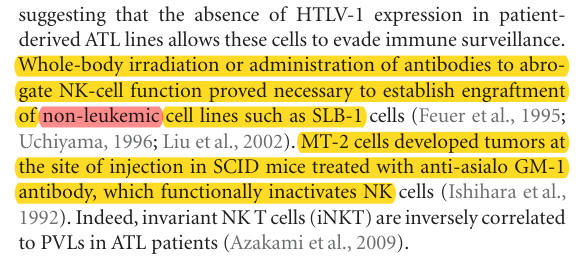 suggesting that the absence of HTLV-1 expression in patient-
derived ATL lines allows these cells to evade immune surveillance.
Whole-body irradiation or administration of antibodies to abro-
gate NK-cell function proved necessary to establish engraftment
of non-leukemic cell lines such as SLB-1 cells (Feuer et al., 1995;
Uchiyama, 1996; Liu et al., 2002). MT-2 cells developed tumors at
the site of injection in SCID mice treated with anti-asialo GM-1
antibody, which functionally inactivates NK cells (Ishihara et al.,
1992). Indeed, invariant NK T cells (iNKT) are inversely correlated
to PVLs in ATL patients (Azakami et al., 2009).